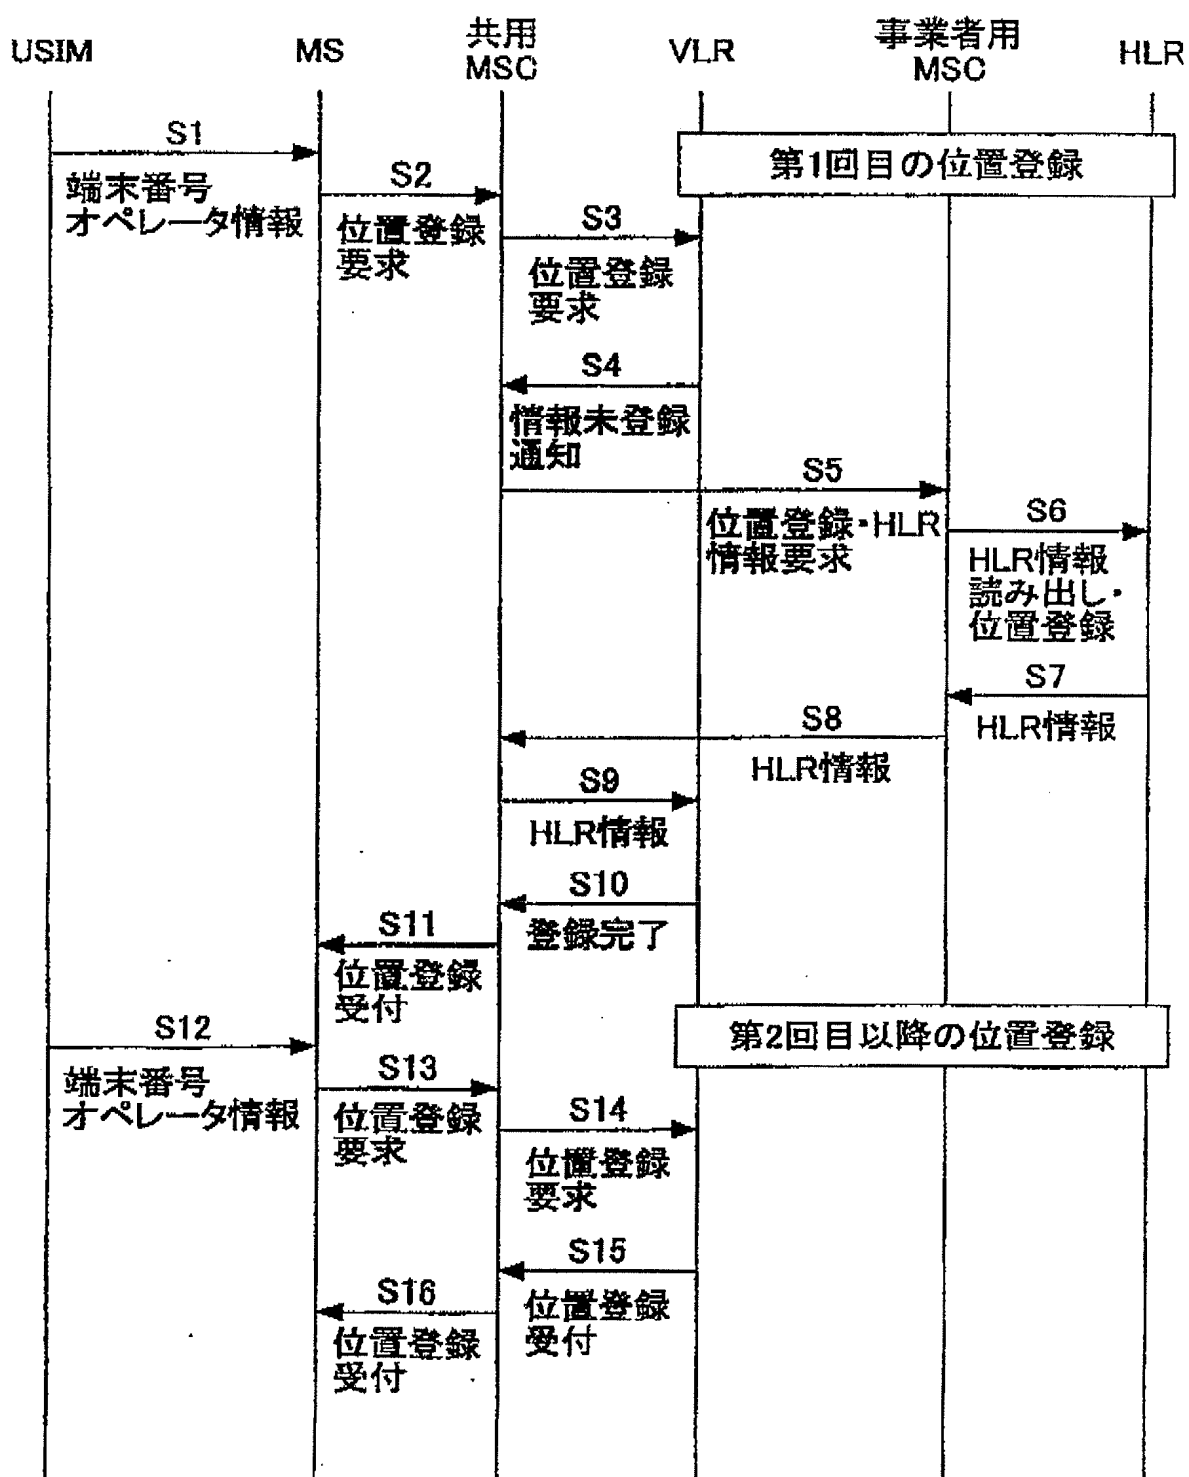 USIM
MS
共用
MSC
VLR
事業者用
MSC
HLR
S1
端末番号
オペレータ情報
第1回目の位置登録
S2
位置登録
要求
S3
位置登録
要求
S4
情報未登録
通知
S5
位置登録・HLR
情報要求
S6
HLR情報
読み出し・
位置登録
S7
HLR情報
S8
HLR情報
S9
HLR情報
S10
登録完了
S11
位置登録
受付
第2回目以降の位置登録
S12
端末番号
オペレータ情報
S13
位置登録
要求
S14
位置登録
要求
S15
位置登録
受付
S16
位置登録
受付